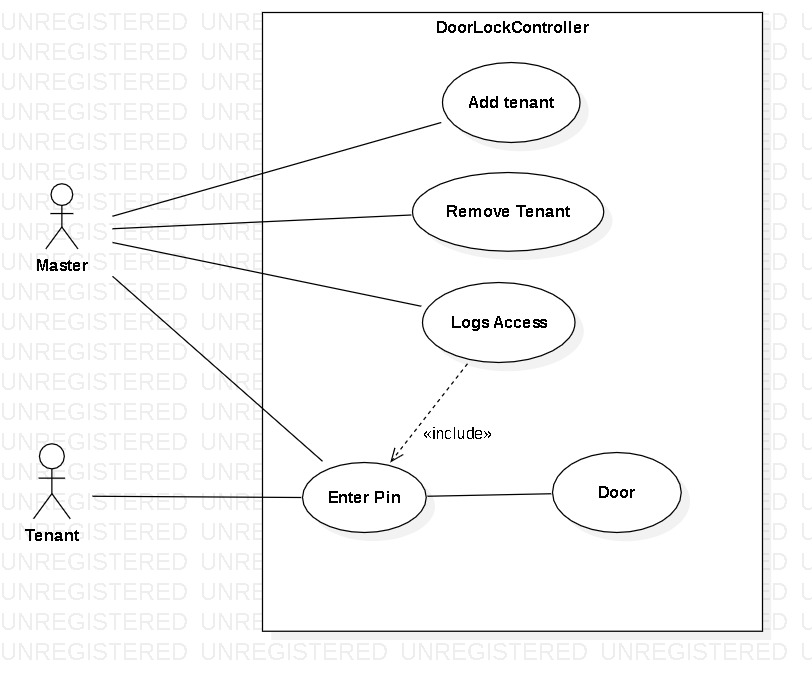 DoorLockController
Add tenant
Remove Tenant
Master
Logs Access
«include»
Enter Pin
Door
Tenant
UNREGISTERED UNREGISTERED UNREGISTERED UNREGISTERED